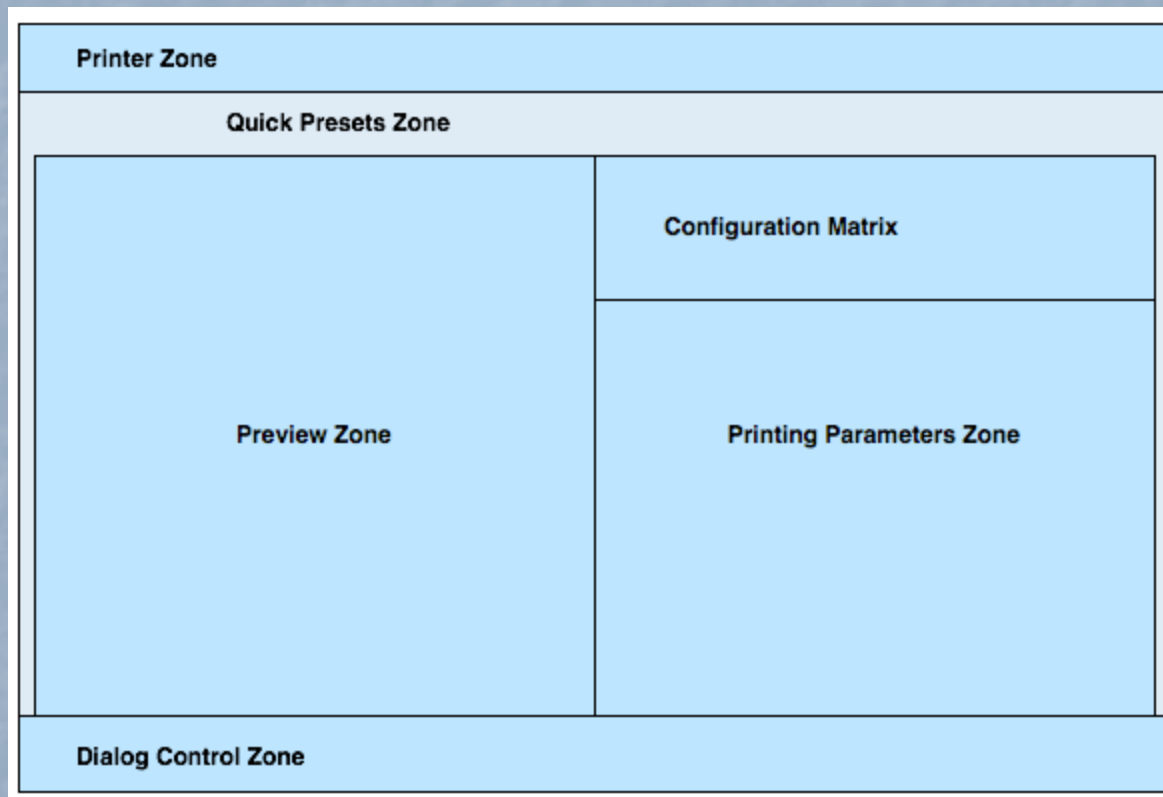 Printer Zone
Quick Presets Zone
Configuration Matrix
Preview Zone
Printing Parameters Zone
Dialog Control Zone